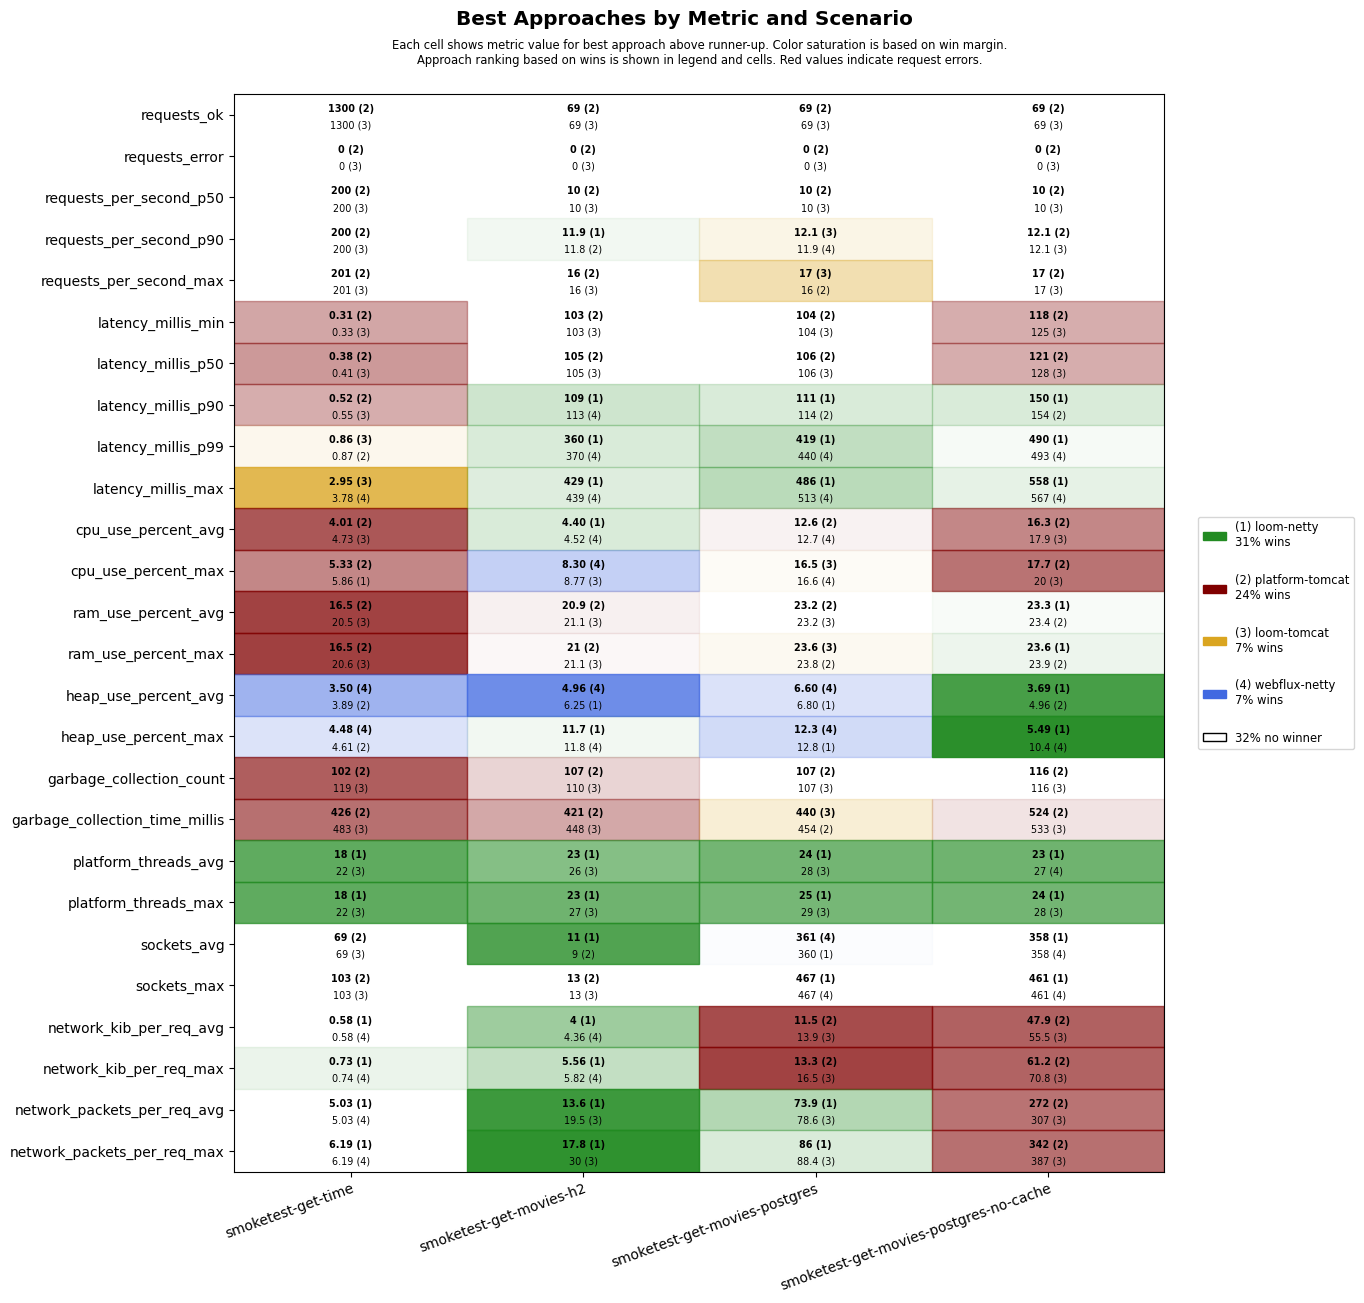 Best Approaches by Metric and Scenario
Each cell shows metric value for best approach above runner-up. Color saturation is based on win margin.
Approach ranking based on wins is shown in legend and cells. Red values indicate request errors.
requests_ok
1300 (2) 69 (2) 69 (2) 69 (2)
1300 (3) 69 (3) 69 (3) 69 (3)
requests_error
0 (2) 0 (2) 0 (2) 0 (2)
0 (3) 0 (3) 0 (3) 0 (3)
requests_per_second_p50
200 (2) 10 (2) 10 (2) 10 (2)
200 (3) 10 (3) 10 (3) 10 (3)
requests_per_second_p90
200 (2) 11.9 (1) 12.1 (3) 12.1 (2)
200 (3) 11.8 (2) 11.9 (4) 12.1 (3)
requests_per_second_max
201 (2) 16 (2) 17 (3) 17 (2)
201 (3) 16 (3) 16 (2) 17 (3)
latency_millis_min
0.31 (2) 103 (2) 104 (2) 118 (2)
0.33 (3) 103 (3) 104 (3) 125 (3)
latency_millis_p50
0.38 (2) 105 (2) 106 (2) 121 (2)
0.41 (3) 105 (3) 106 (3) 128 (3)
latency_millis_p90
0.52 (2) 109 (1) 111 (1) 150 (1)
0.55 (3) 113 (4) 114 (2) 154 (2)
latency_millis_p99
0.86 (3) 360 (1) 419 (1) 490 (1)
0.87 (2) 370 (4) 440 (4) 493 (4)
latency_millis_max
2.95 (3) 429 (1) 486 (1) 558 (1)
3.78 (4) 439 (4) 513 (4) 567 (4)
cpu_use_percent_avg
4.01 (2) 4.40 (1) 12.6 (2) 16.3 (2)
4.73 (3) 4.52 (4) 12.7 (4) 17.9 (3)
cpu_use_percent_max
5.33 (2) 8.30 (4) 16.5 (3) 17.7 (2)
5.86 (1) 8.77 (3) 16.6 (4) 20 (3)
ram_use_percent_avg
16.5 (2) 20.9 (2) 23.2 (2) 23.3 (1)
20.5 (3) 21.1 (3) 23.2 (3) 23.4 (2)
ram_use_percent_max
16.5 (2) 21 (2) 23.6 (3) 23.6 (1)
20.6 (3) 21.1 (3) 23.8 (2) 23.9 (2)
heap_use_percent_avg
3.50 (4) 4.96 (4) 6.60 (4) 3.69 (1)
3.89 (2) 6.25 (1) 6.80 (1) 4.96 (2)
heap_use_percent_max
4.48 (4) 11.7 (1) 12.3 (4) 5.49 (1)
4.61 (2) 11.8 (4) 12.8 (1) 10.4 (4)
garbage_collection_count
102 (2) 107 (2) 107 (2) 116 (2)
119 (3) 110 (3) 107 (3) 116 (3)
garbage_collection_time_millis
426 (2) 421 (2) 440 (3) 524 (2)
483 (3) 448 (3) 454 (2) 533 (3)
platform_threads_avg
18 (1) 23 (1) 24 (1) 23 (1)
22 (3) 26 (3) 28 (3) 27 (4)
platform_threads_max
18 (1) 23 (1) 25 (1) 24 (1)
22 (3) 27 (3) 29 (3) 28 (3)
sockets_avg
69 (2) 11 (1) 361 (4) 358 (1)
69 (3) 9 (2) 360 (1) 358 (4)
sockets_max
103 (2) 13 (2) 467 (1) 461 (1)
103 (3) 13 (3) 467 (4) 461 (4)
network_kib_per_req_avg
0.58 (1) 4 (1) 11.5 (2) 47.9 (2)
0.58 (4) 4.36 (4) 13.9 (3) 55.5 (3)
network_kib_per_req_max
0.73 (1) 5.56 (1) 13.3 (2) 61.2 (2)
0.74 (4) 5.82 (4) 16.5 (3) 70.8 (3)
network_packets_per_req_avg
5.03 (1) 13.6 (1) 73.9 (1) 272 (2)
5.03 (4) 19.5 (3) 78.6 (3) 307 (3)
network_packets_per_req_max
6.19 (1) 17.8 (1) 86 (1) 342 (2)
6.19 (4) 30 (3) 88.4 (3) 387 (3)
smoketest-get-time
smoketest-get-movies-h2
smoketest-get-movies-postgres
smoketest-get-movies-postgres-no-cache
(1) loom-netty
31% wins
(2) platform-tomcat
24% wins
(3) loom-tomcat
7% wins
(4) webflux-netty
7% wins
32% no winner